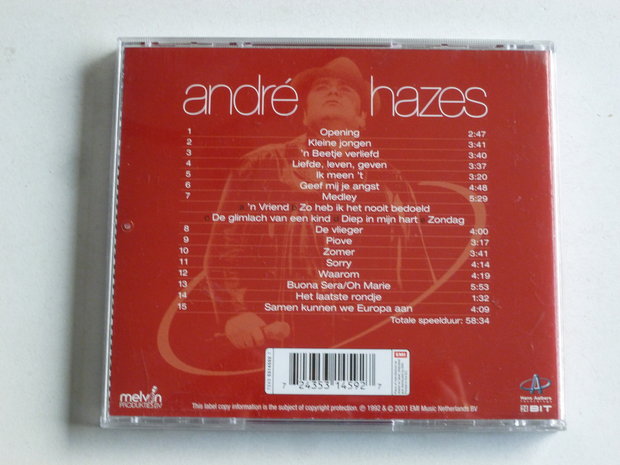 andré hazes
1 Opening 2:47
2 Kleine jongen 3:41
3 'n Beetje verliefd 3:40
4 Liefde, leven, geven 3:37
5 Ik meen 't 3:20
6 Geef mij je angst 4:48
7 Medley 5:29
'n Vriend Zo heb ik het nooit bedoeld
De glimlach van een kind Diep in mijn hart Zondag
8 De vlieger 4:00
9 Piove 3:17
10 Zomer 3:41
11 Sorry 4:14
12 Waarom 4:19
13 Buona Sera/Oh Marie 5:53
14 Het laatste rondje 1:32
15 Samen kunnen we Europa aan 4:09
Totale speelduur: 58:34
EMI
7 24353 14592 7
melvin
PRODUKTIES BV
Hans Aalbers
BIT
This label copy information is the subject of copyright protection. ℗ 1992 & © 2001 EMI Music Netherlands BV